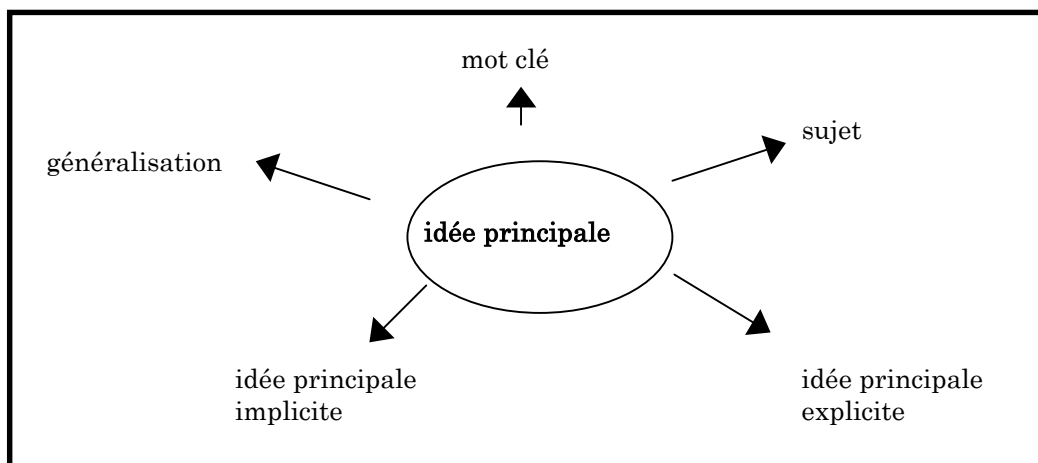 mot clé
sujet
généralisation
idée principale
idée principale
implicite
idée principale
explicite